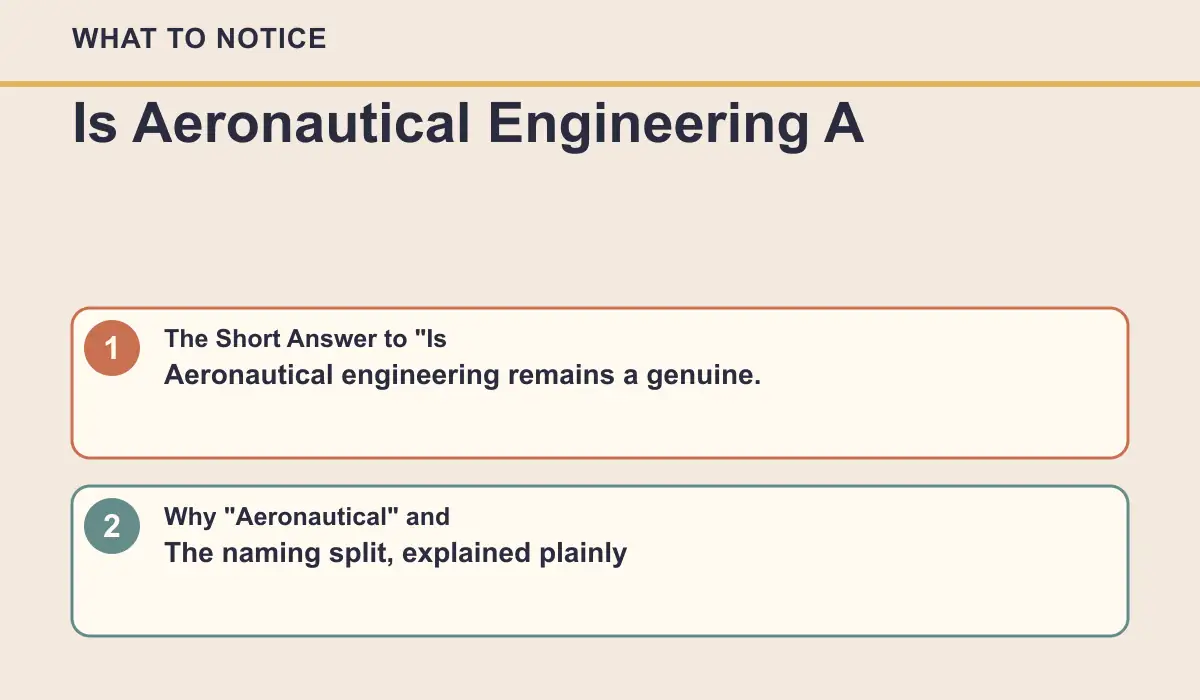 WHAT TO NOTICE
Is Aeronautical Engineering A
1
The Short Answer to "Is
Aeronautical engineering remains a genuine.
2
Why "Aeronautical" and
The naming split, explained plainly